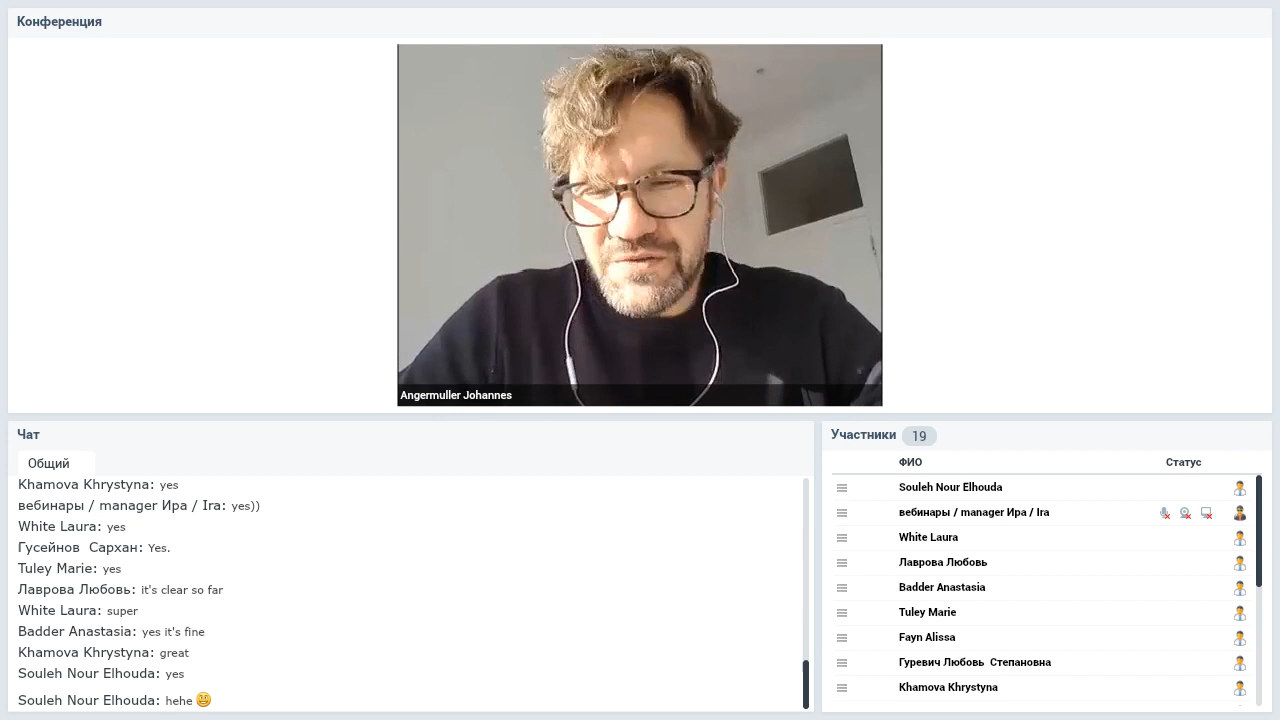 Конференция
Angermuller Johannes
Чат
Общий
Khamova Khrystyna: yes
вебинары / manager Ира / Ira: yes))
White Laura: yes
Гусейнов Сархан: Yes.
Tuley Marie: yes
Лаврова Любовь: it's clear so far
White Laura: super
Badder Anastasia: yes it's fine
Khamova Khrystyna: great
Souleh Nour Elhouda: yes
Souleh Nour Elhouda: hehe
Участники 19
ФИО Статус
Souleh Nour Elhouda
вебинары / manager Ира / Ira
White Laura
Лаврова Любовь
Badder Anastasia
Tuley Marie
Fayn Alissa
Гуревич Любовь Степановна
Khamova Khrystyna